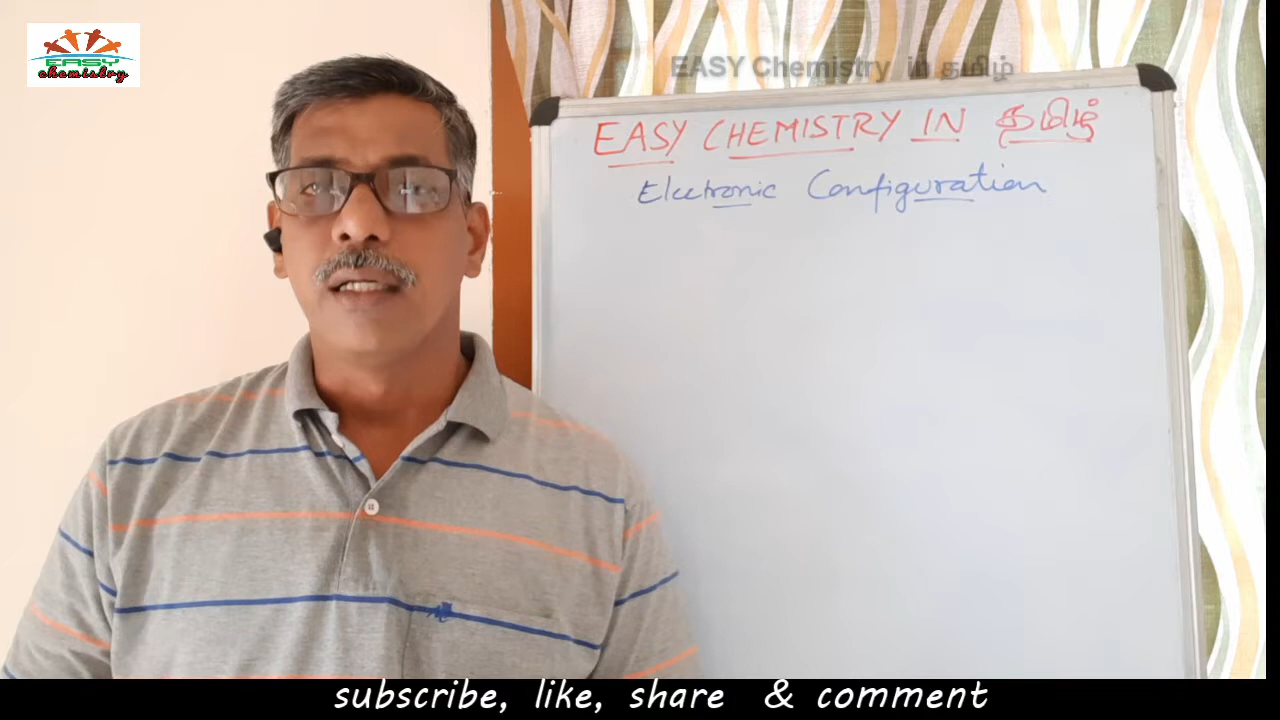 EASY
chemistry
EASY Chemistry in தமிழ்
EASY CHEMISTRY IN தமிழ்
Electronic Configuration
subscribe, like, share & comment